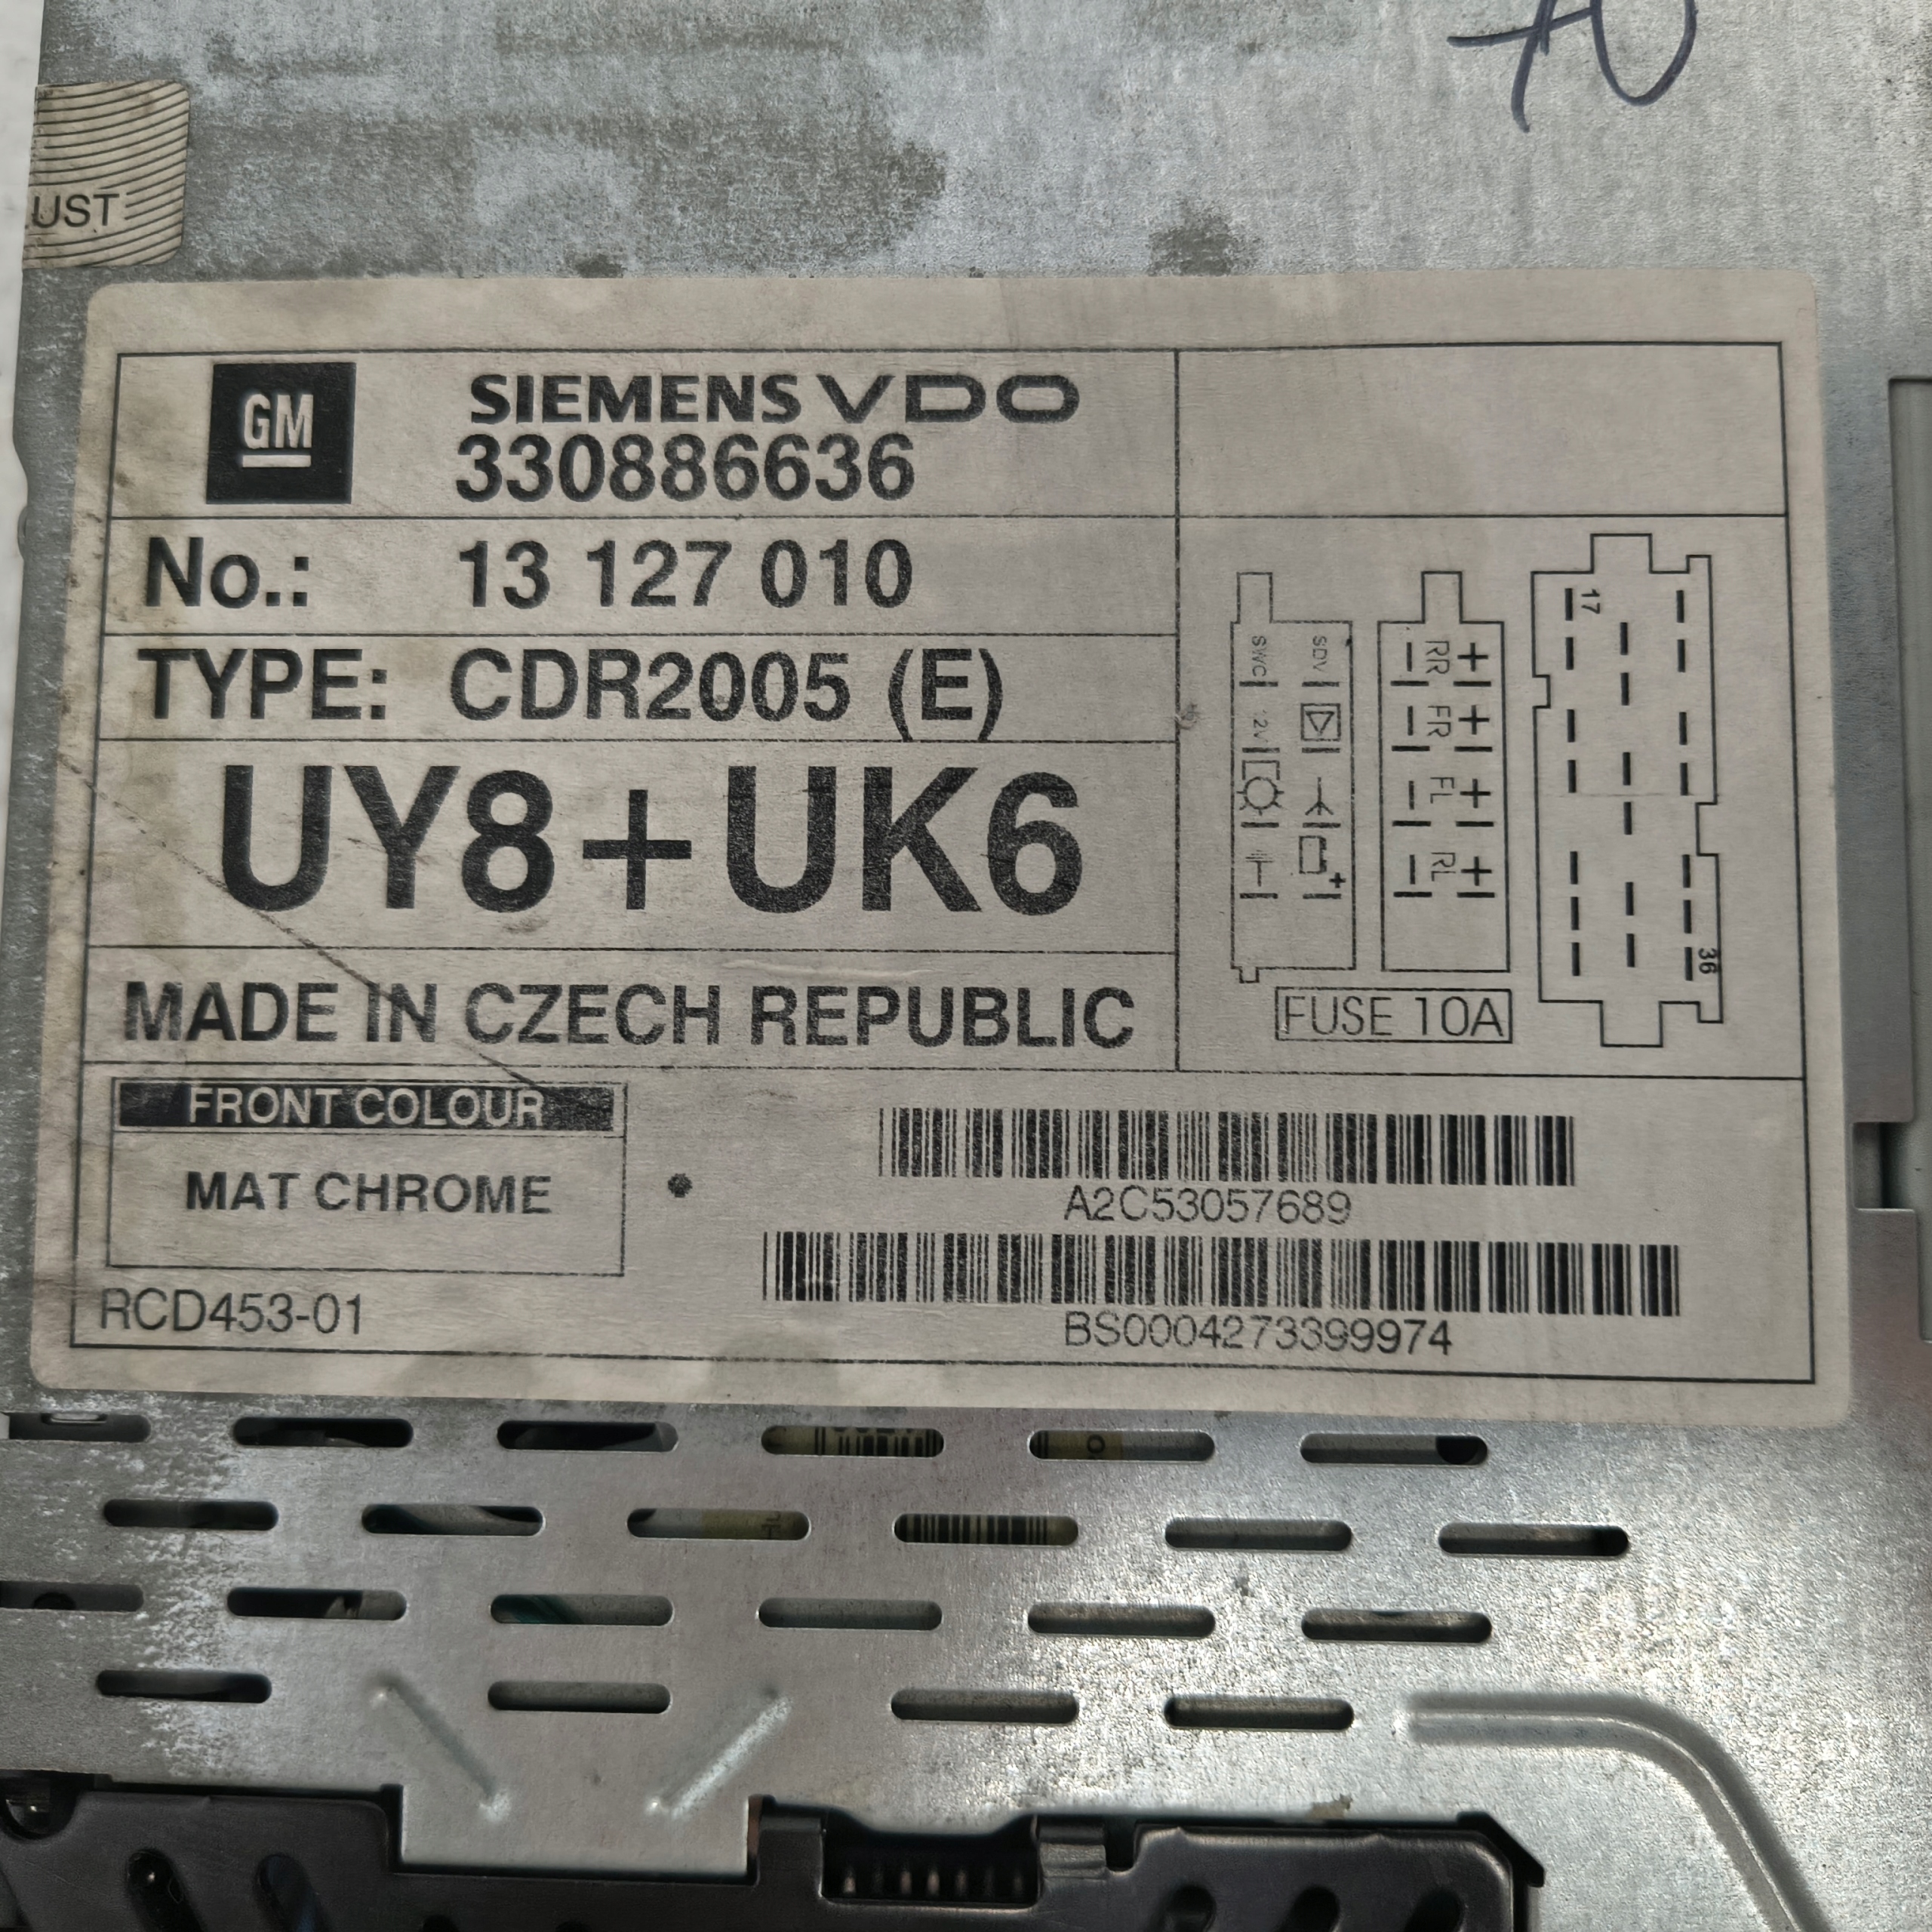 UST
GM
SIEMENS VDO
330886636
No.: 13 127 010
TYPE: CDR2005 (E)
UY8+UK6
MADE IN CZECH REPUBLIC
SWC SDV
12V
RR + −
FR + −
FL + −
RL + −
17
36
FUSE 10A
FRONT COLOUR
MAT CHROME
A2C53057689
RCD453-01
BS0004273399974